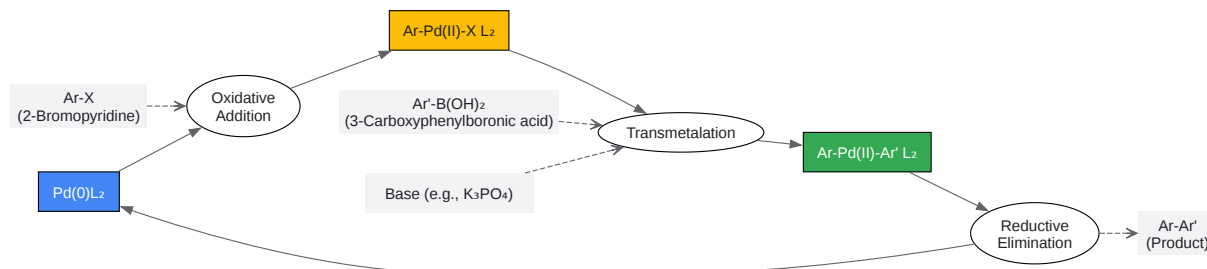 Ar-Pd(II)-X L₂
Ar-X
(2-Bromopyridine)
Oxidative
Addition
Ar'-B(OH)₂
(3-Carboxyphenylboronic acid)
Transmetalation
Ar-Pd(II)-Ar' L₂
Pd(0)L₂
Base (e.g., K₃PO₄)
Reductive
Elimination
Ar-Ar'
(Product)